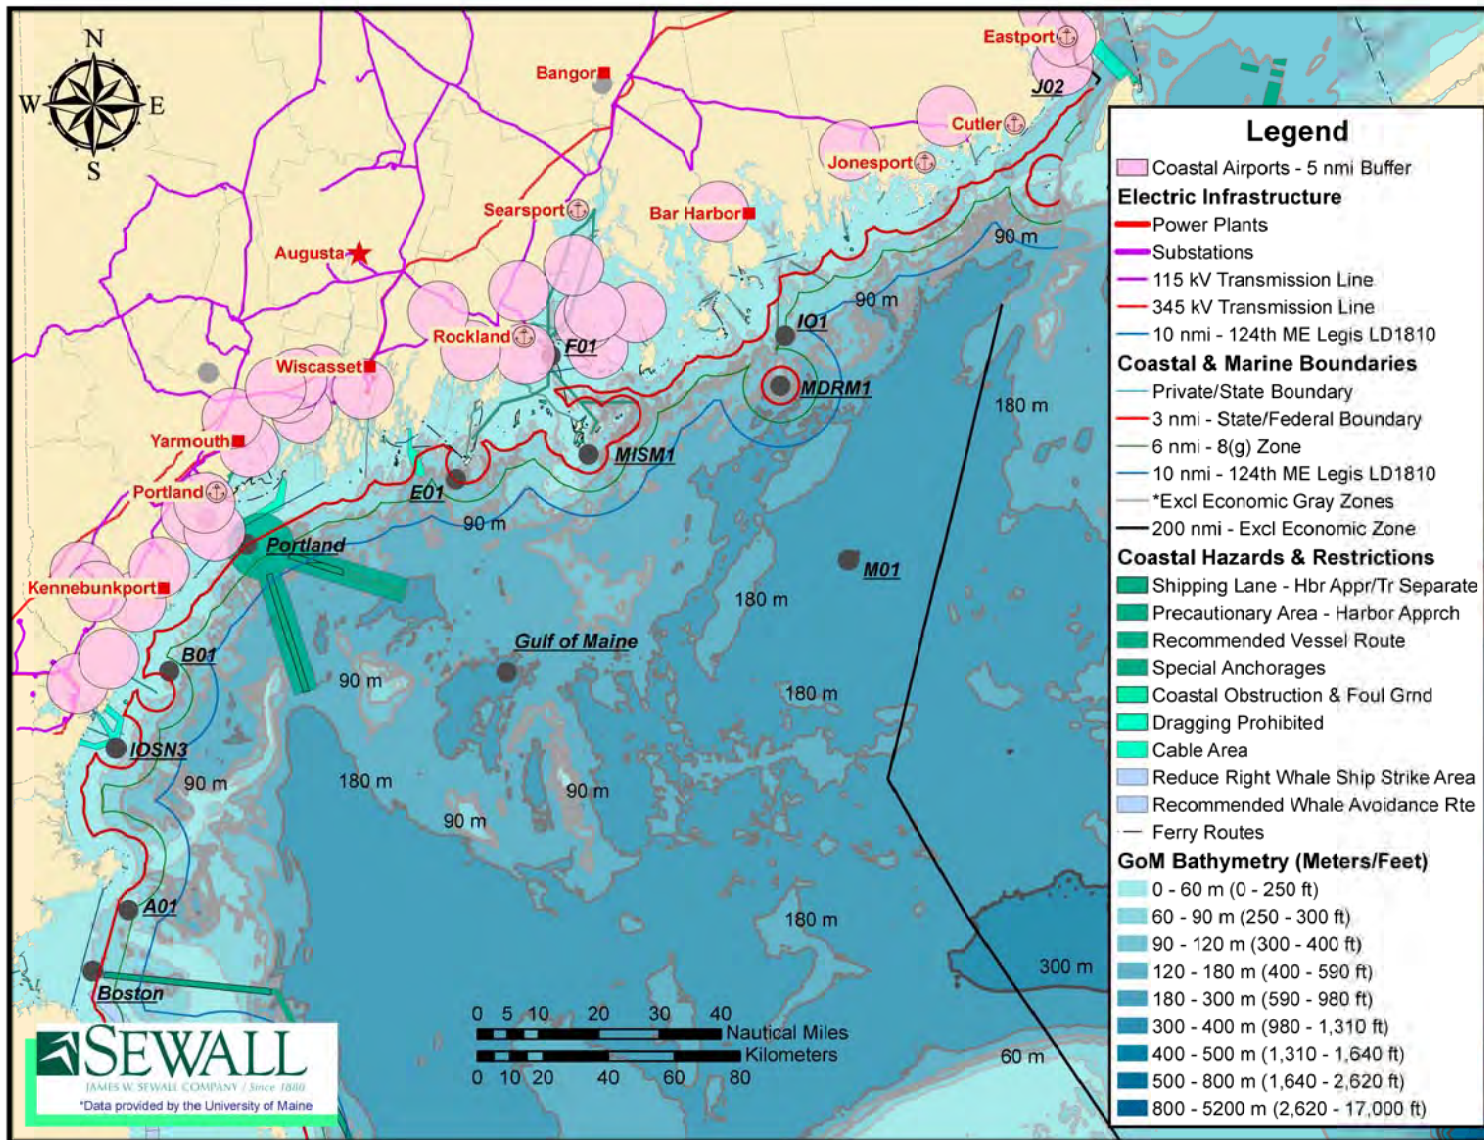 N
W
E
S
Bangor
Eastport
J02
Cutler
Jonesport
Searsport
Bar Harbor
Augusta
90 m
90 m
IO1
Rockland
F01
Wiscasset
MDRM1
180 m
Yarmouth
MISM1
E01
Portland
90 m
Portland
M01
Kennebunkport
180 m
Gulf of Maine
B01
90 m
180 m
IOSN3
90 m
180 m
90 m
90 m
A01
180 m
300 m
Boston
60 m
0 5 10 20 30 40
Nautical Miles
Kilometers
0 10 20 40 60 80
SEWALL
JAMES W. SEWALL COMPANY / Since 1880
*Data provided by the University of Maine
Legend
Coastal Airports - 5 nmi Buffer
Electric Infrastructure
Power Plants
Substations
115 kV Transmission Line
345 kV Transmission Line
10 nmi - 124th ME Legis LD1810
Coastal & Marine Boundaries
Private/State Boundary
3 nmi - State/Federal Boundary
6 nmi - 8(g) Zone
10 nmi - 124th ME Legis LD1810
*Excl Economic Gray Zones
200 nmi - Excl Economic Zone
Coastal Hazards & Restrictions
Shipping Lane - Hbr Appr/Tr Separate
Precautionary Area - Harbor Apprch
Recommended Vessel Route
Special Anchorages
Coastal Obstruction & Foul Grnd
Dragging Prohibited
Cable Area
Reduce Right Whale Ship Strike Area
Recommended Whale Avoidance Rte
Ferry Routes
GoM Bathymetry (Meters/Feet)
0 - 60 m (0 - 250 ft)
60 - 90 m (250 - 300 ft)
90 - 120 m (300 - 400 ft)
120 - 180 m (400 - 590 ft)
180 - 300 m (590 - 980 ft)
300 - 400 m (980 - 1,310 ft)
400 - 500 m (1,310 - 1,640 ft)
500 - 800 m (1,640 - 2,620 ft)
800 - 5200 m (2,620 - 17,000 ft)